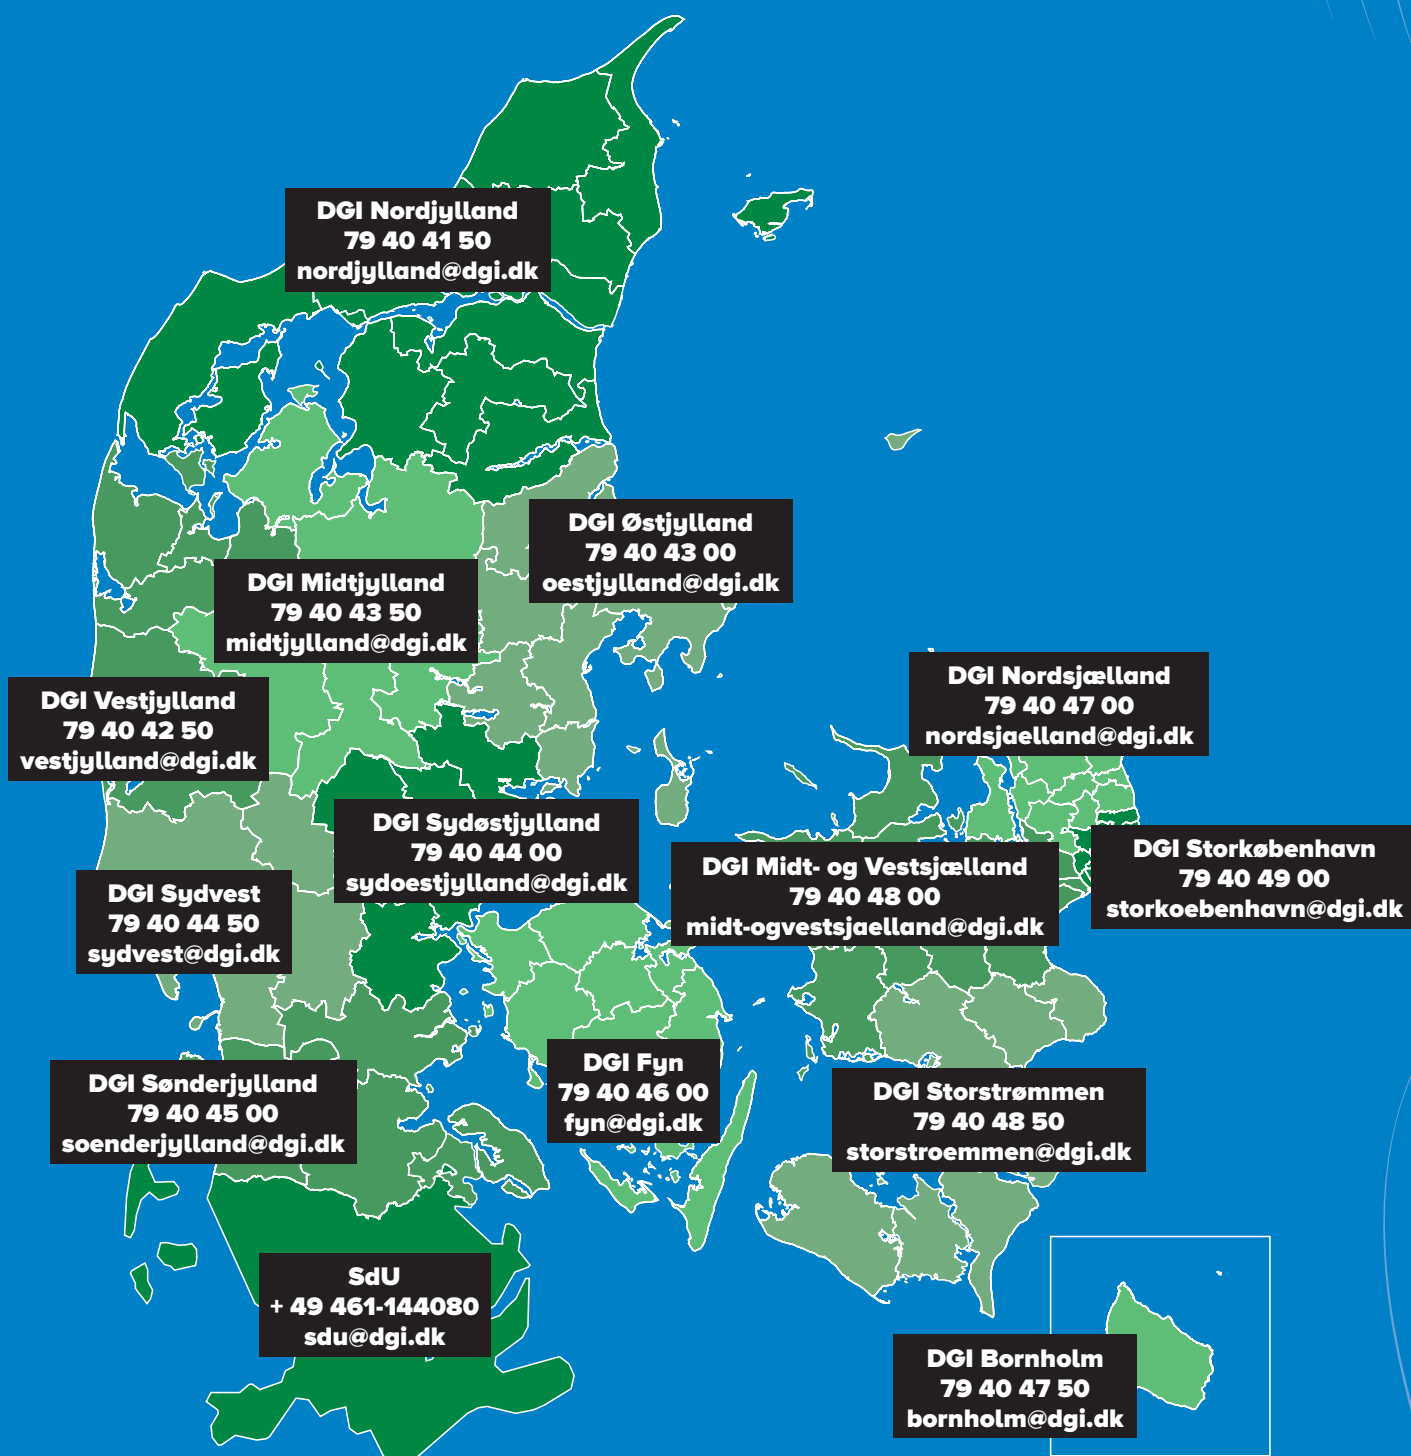 DGI Nordjylland
79 40 41 50
nordjylland@dgi.dk
DGI Østjylland
79 40 43 00
oestjylland@dgi.dk
DGI Midtjylland
79 40 43 50
midtjylland@dgi.dk
DGI Nordsjælland
79 40 47 00
nordsjaelland@dgi.dk
DGI Vestjylland
79 40 42 50
vestjylland@dgi.dk
DGI Sydøstjylland
79 40 44 00
sydoestjylland@dgi.dk
DGI Storkøbenhavn
79 40 49 00
storkoebenhavn@dgi.dk
DGI Midt- og Vestsjælland
79 40 48 00
midt-ogvestsjaelland@dgi.dk
DGI Sydvest
79 40 44 50
sydvest@dgi.dk
DGI Fyn
79 40 46 00
fyn@dgi.dk
DGI Sønderjylland
79 40 45 00
soenderjylland@dgi.dk
DGI Storstrømmen
79 40 48 50
storstroemmen@dgi.dk
SdU
+ 49 461-144080
sdu@dgi.dk
DGI Bornholm
79 40 47 50
bornholm@dgi.dk